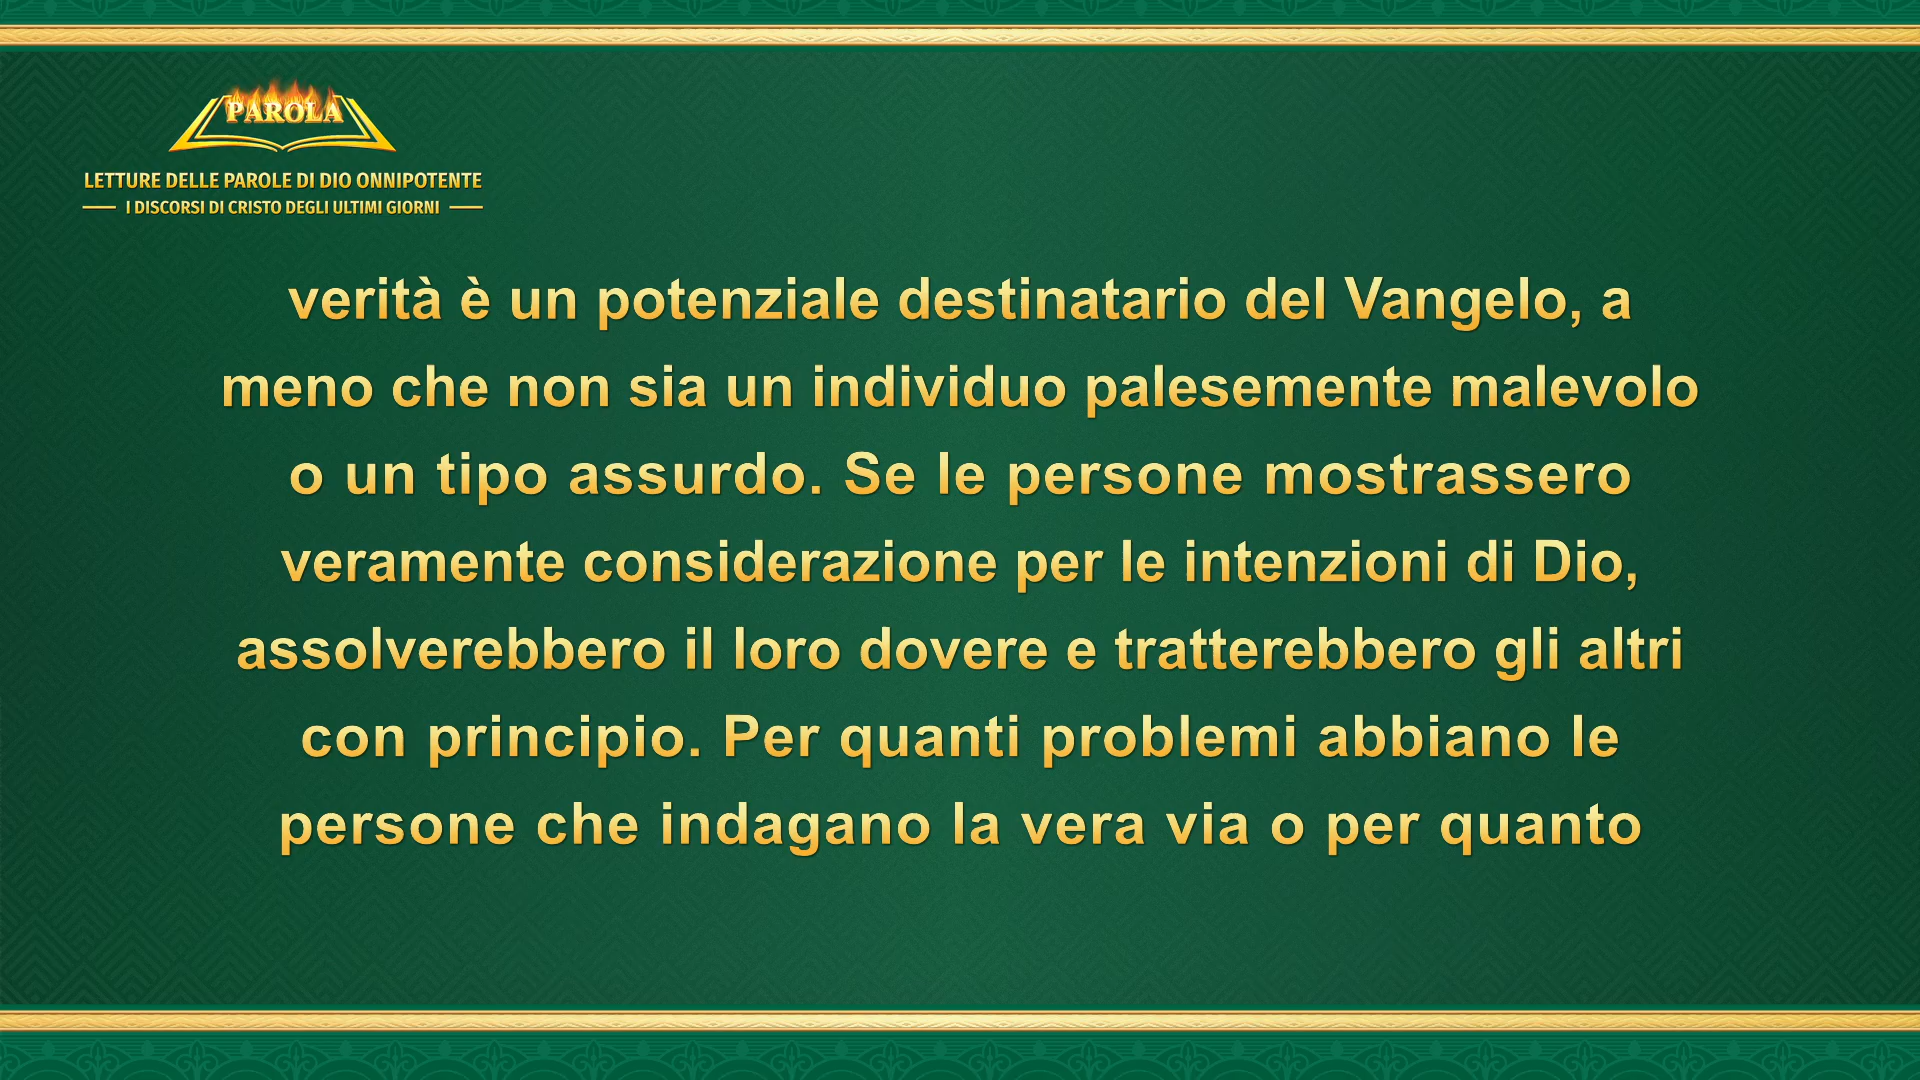 PAROLA
LETTURE DELLE PAROLE DI DIO ONNIPOTENTE
I DISCORSI DI CRISTO DEGLI ULTIMI GIORNI
verità è un potenziale destinatario del Vangelo, a
meno che non sia un individuo palesemente malevolo
o un tipo assurdo. Se le persone mostrassero
veramente considerazione per le intenzioni di Dio,
assolverebbero il loro dovere e tratterebbero gli altri
con principio. Per quanti problemi abbiano le
persone che indagano la vera via o per quanto